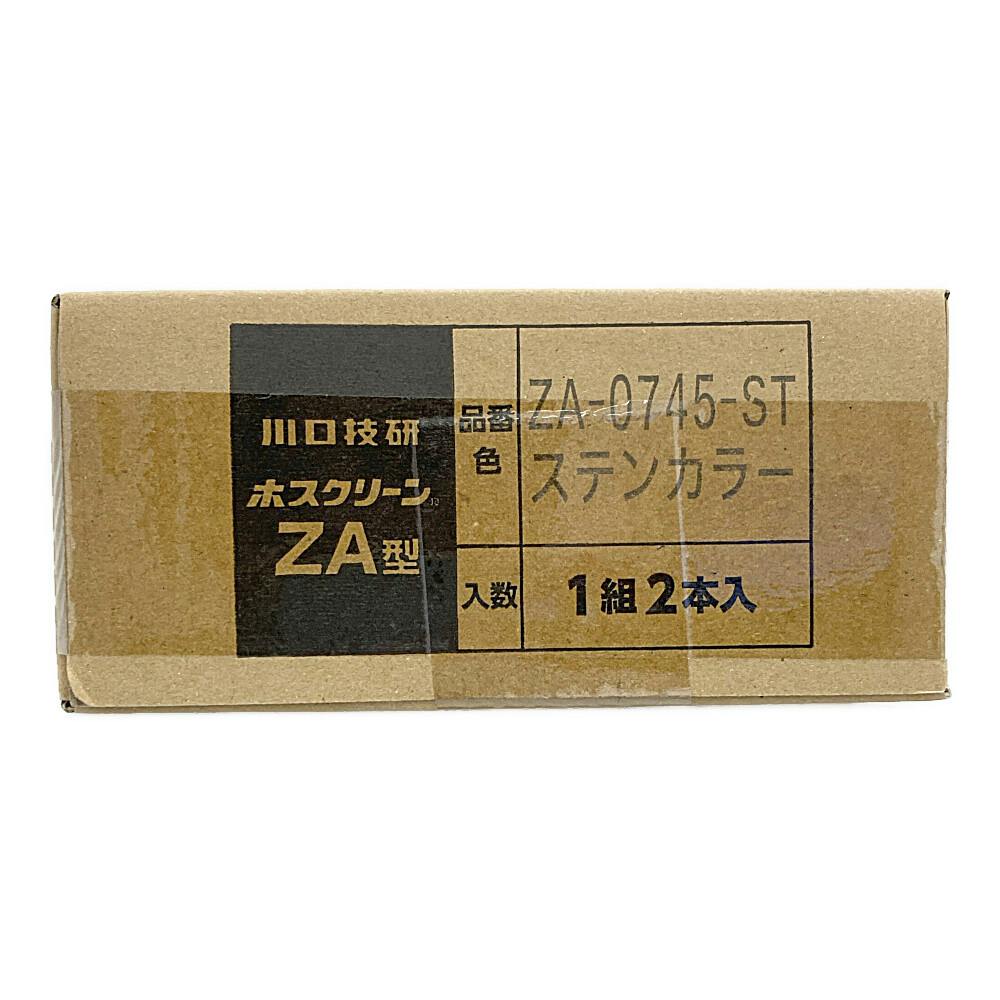 川口技研
ホスクリーン
ZA型
品番
色
ZA-0745-ST
ステンカラー
入数
1組2本入